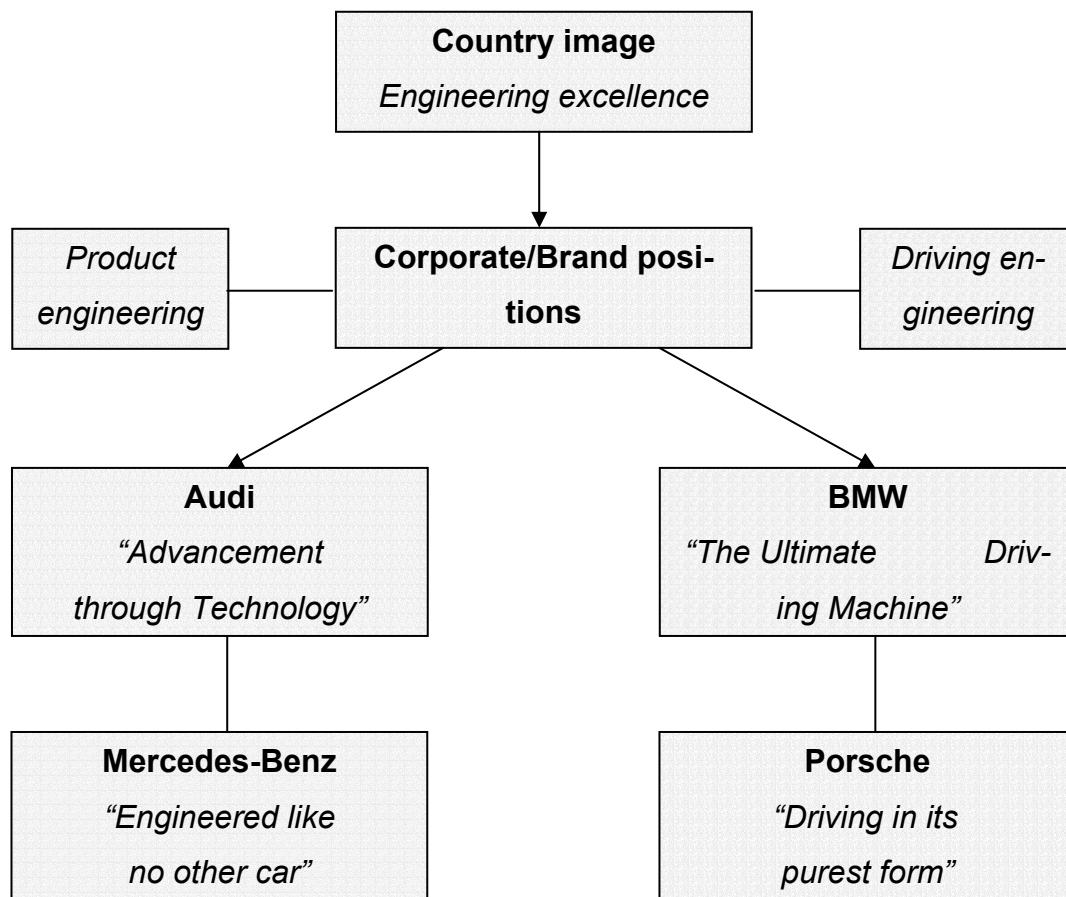 Country image
Engineering excellence
Product
engineering
Corporate/Brand posi-
tions
Driving en-
gineering
Audi
“Advancement
through Technology”
BMW
“The Ultimate Driv-
ing Machine”
Mercedes-Benz
“Engineered like
no other car”
Porsche
“Driving in its
purest form”